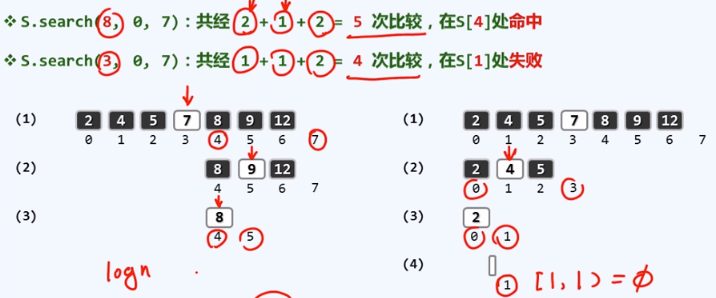 ❖ S.search(8, 0, 7)：共经 2 + 1 + 2 = 5 次比较，在S[4]处命中
❖ S.search(3, 0, 7)：共经 1 + 1 + 2 = 4 次比较，在S[1]处失败
(1) 2 4 5 7 8 9 12
0 1 2 3 4 5 6 7
(2) 8 9 12
4 5 6 7
(3) 8
4 5
logn
(1) 2 4 5 7 8 9 12
0 1 2 3 4 5 6 7
(2) 2 4 5
0 1 2 3
(3) 2
0 1
(4)
1 [1, 1) = ∅